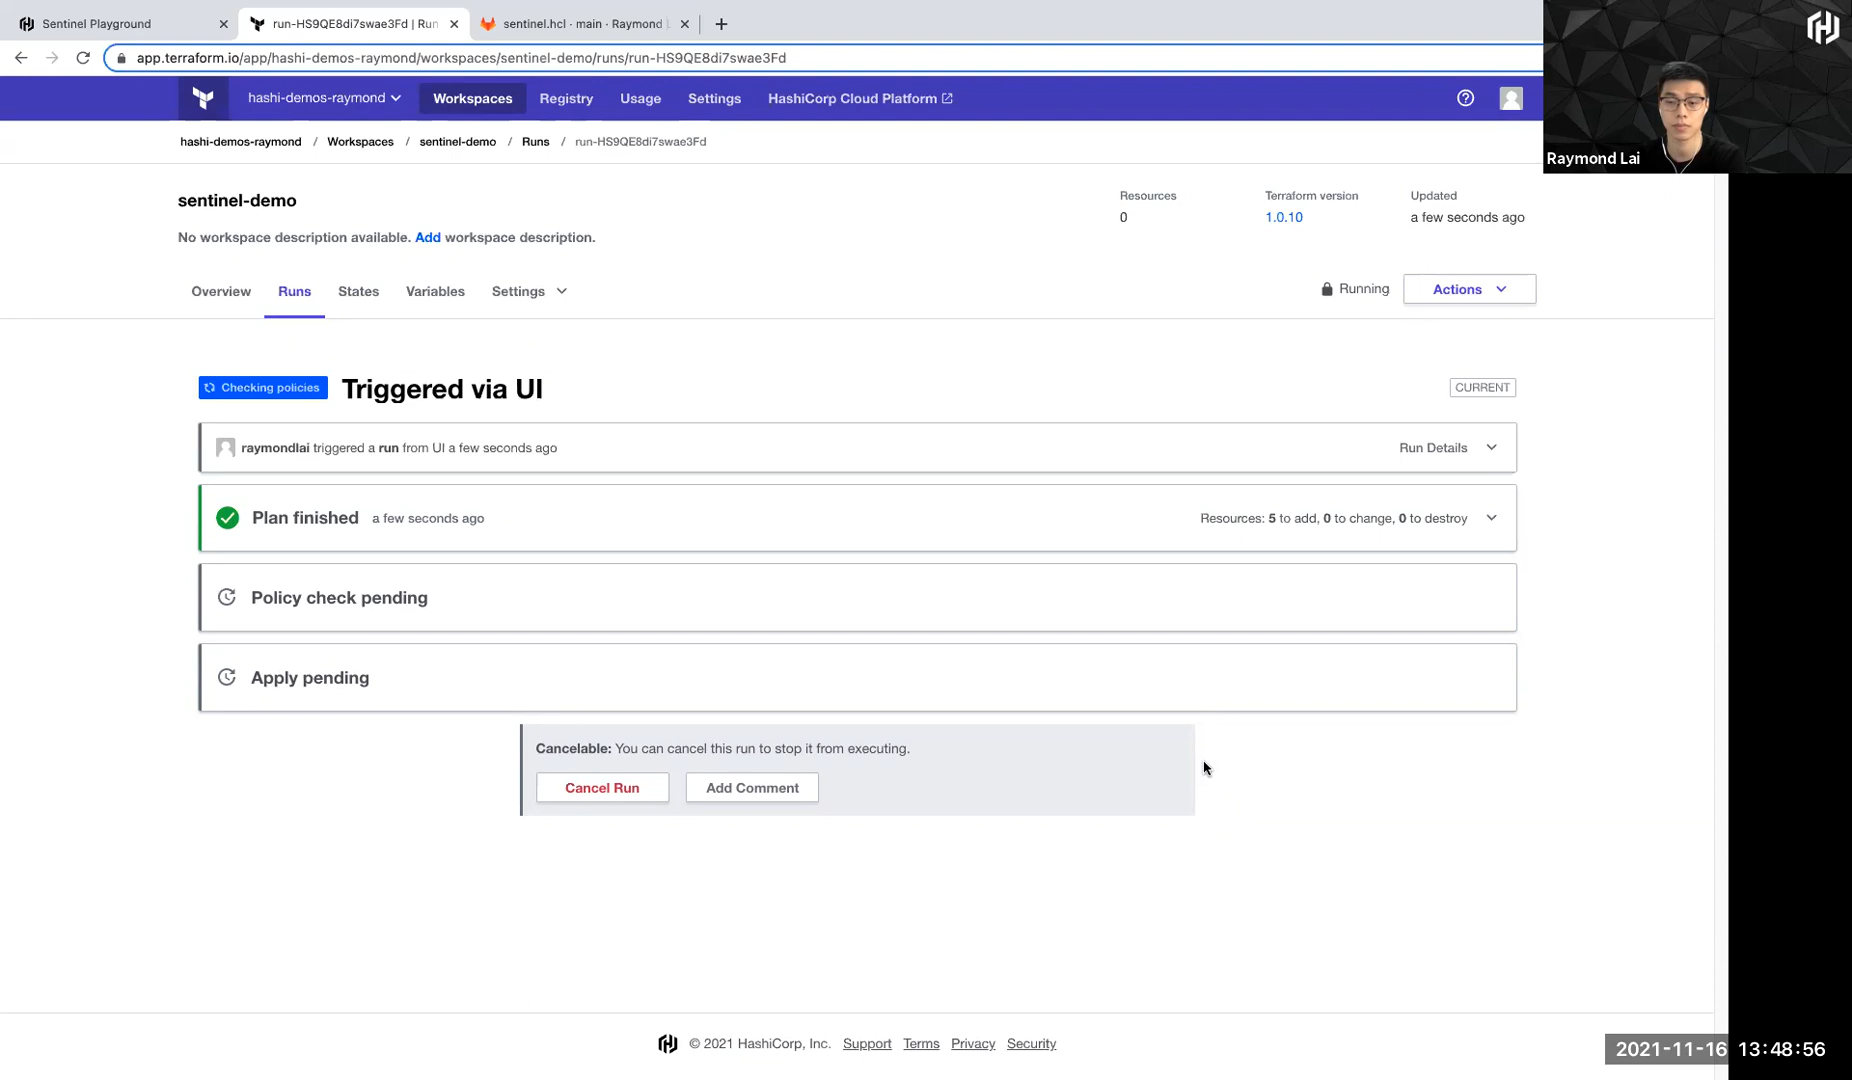 Sentinel Playground
run-HS9QE8di7swae3Fd | Run
sentinel.hcl · main · Raymond
app.terraform.io/app/hashi-demos-raymond/workspaces/sentinel-demo/runs/run-HS9QE8di7swae3Fd
hashi-demos-raymond Workspaces Registry Usage Settings HashiCorp Cloud Platform
Raymond Lai
hashi-demos-raymond / Workspaces / sentinel-demo / Runs / run-HS9QE8di7swae3Fd
sentinel-demo
Resources Terraform version Updated
0 1.0.10 a few seconds ago
No workspace description available. Add workspace description.
Overview Runs States Variables Settings
Running Actions
Checking policies Triggered via UI CURRENT
raymondlai triggered a run from UI a few seconds ago Run Details
Plan finished a few seconds ago Resources: 5 to add, 0 to change, 0 to destroy
Policy check pending
Apply pending
Cancelable: You can cancel this run to stop it from executing.
Cancel Run Add Comment
© 2021 HashiCorp, Inc. Support Terms Privacy Security
2021-11-16 13:48:56